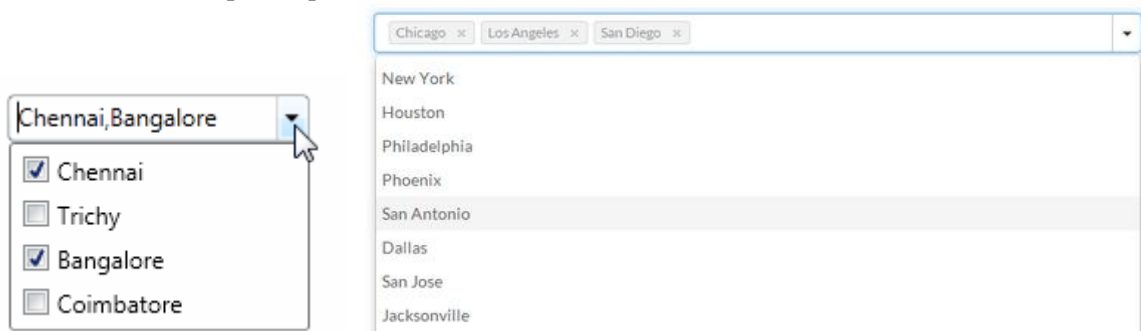 Chennai,Bangalore
Chennai
Trichy
Bangalore
Coimbatore
Chicago × Los Angeles × San Diego ×
New York
Houston
Philadelphia
Phoenix
San Antonio
Dallas
San Jose
Jacksonville